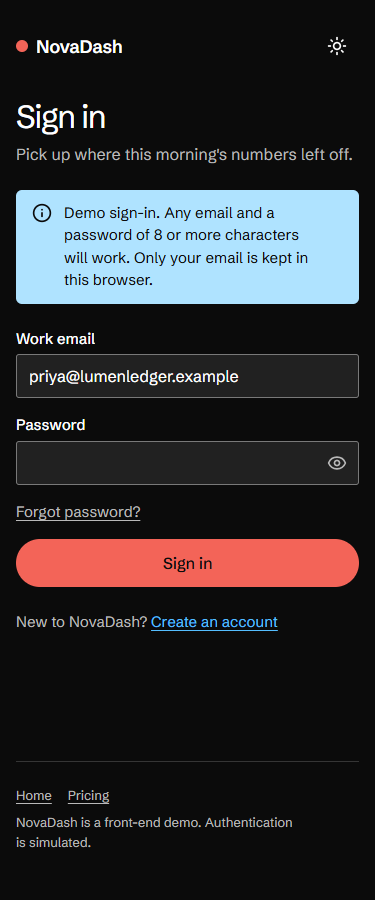 NovaDash
Sign in
Pick up where this morning's numbers left off.
Demo sign-in. Any email and a
password of 8 or more characters
will work. Only your email is kept in
this browser.
Work email
priya@lumenledger.example
Password
Forgot password?
Sign in
New to NovaDash? Create an account
Home Pricing
NovaDash is a front-end demo. Authentication
is simulated.